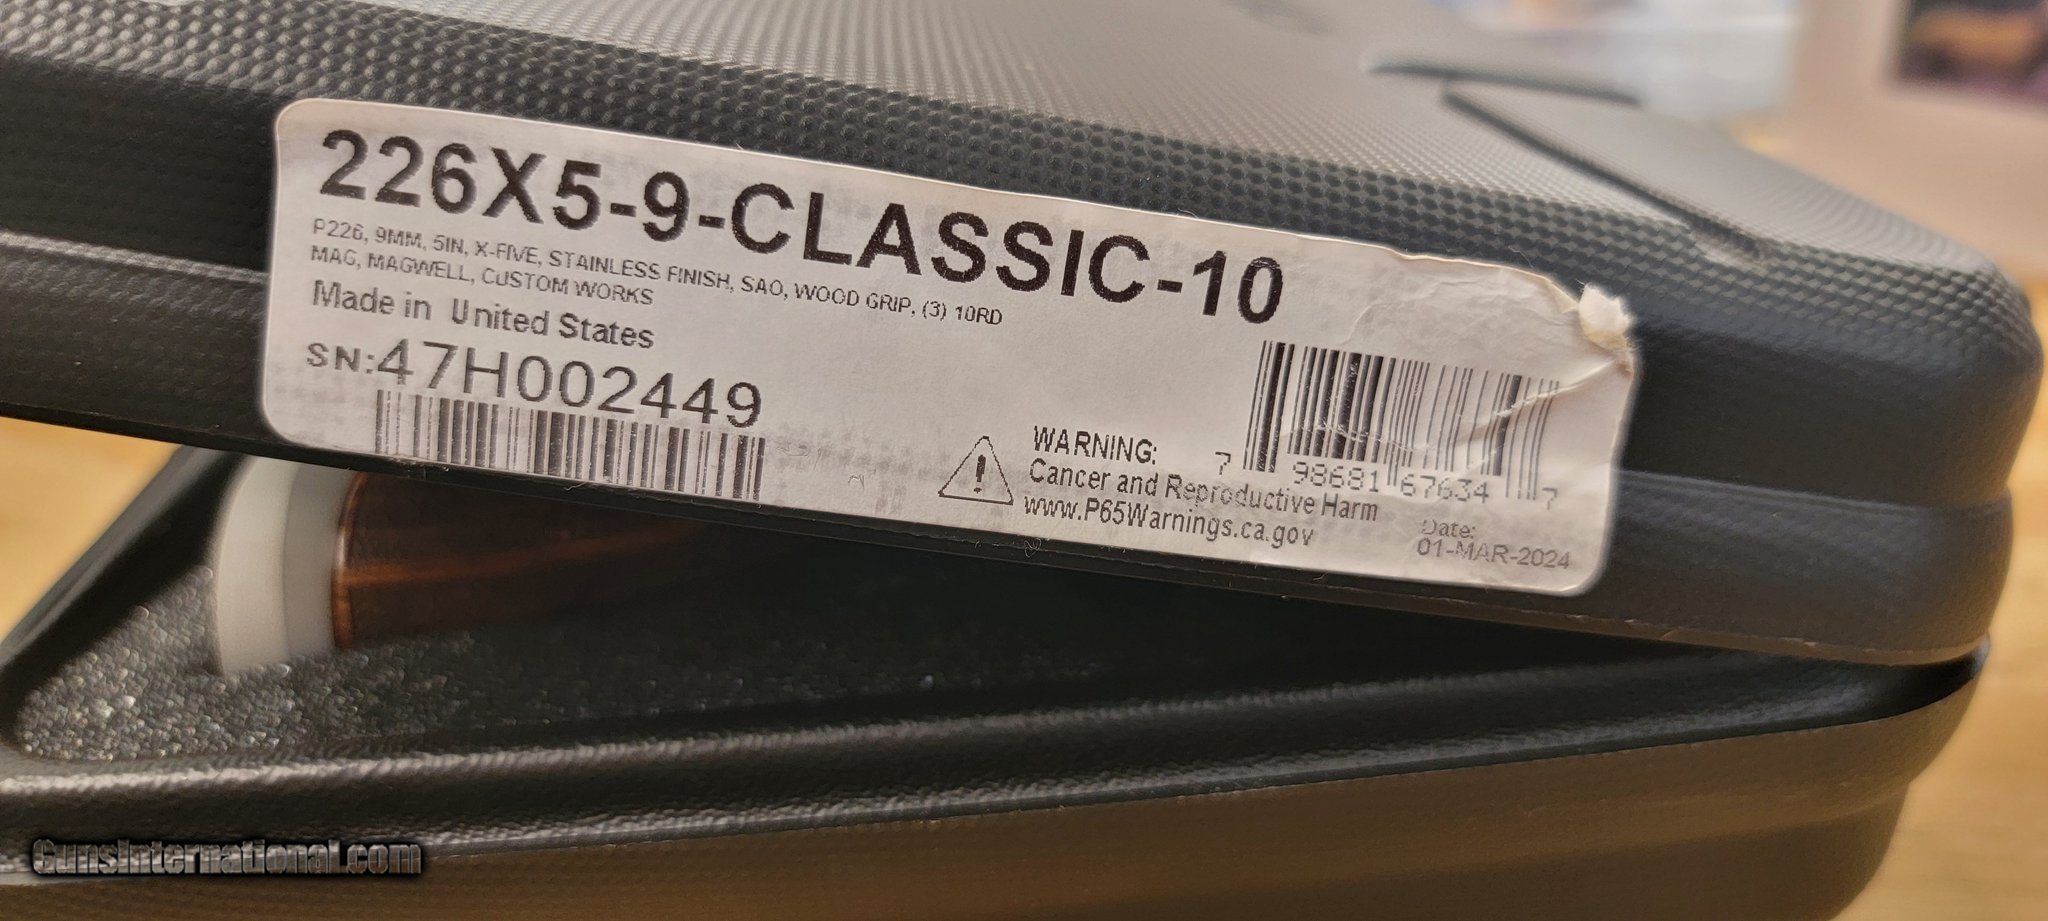 226X5-9-CLASSIC-10
P226, 9MM, 5IN, X-FIVE, STAINLESS FINISH, SAO, WOOD GRIP, (3) 10RD
MAG, MAGWELL, CUSTOM WORKS
Made in United States
SN:47H002449
WARNING:
Cancer and Reproductive Harm
www.P65Warnings.ca.gov
7 98681 67634 7
Date:
01-MAR-2024
GunsInternational.com